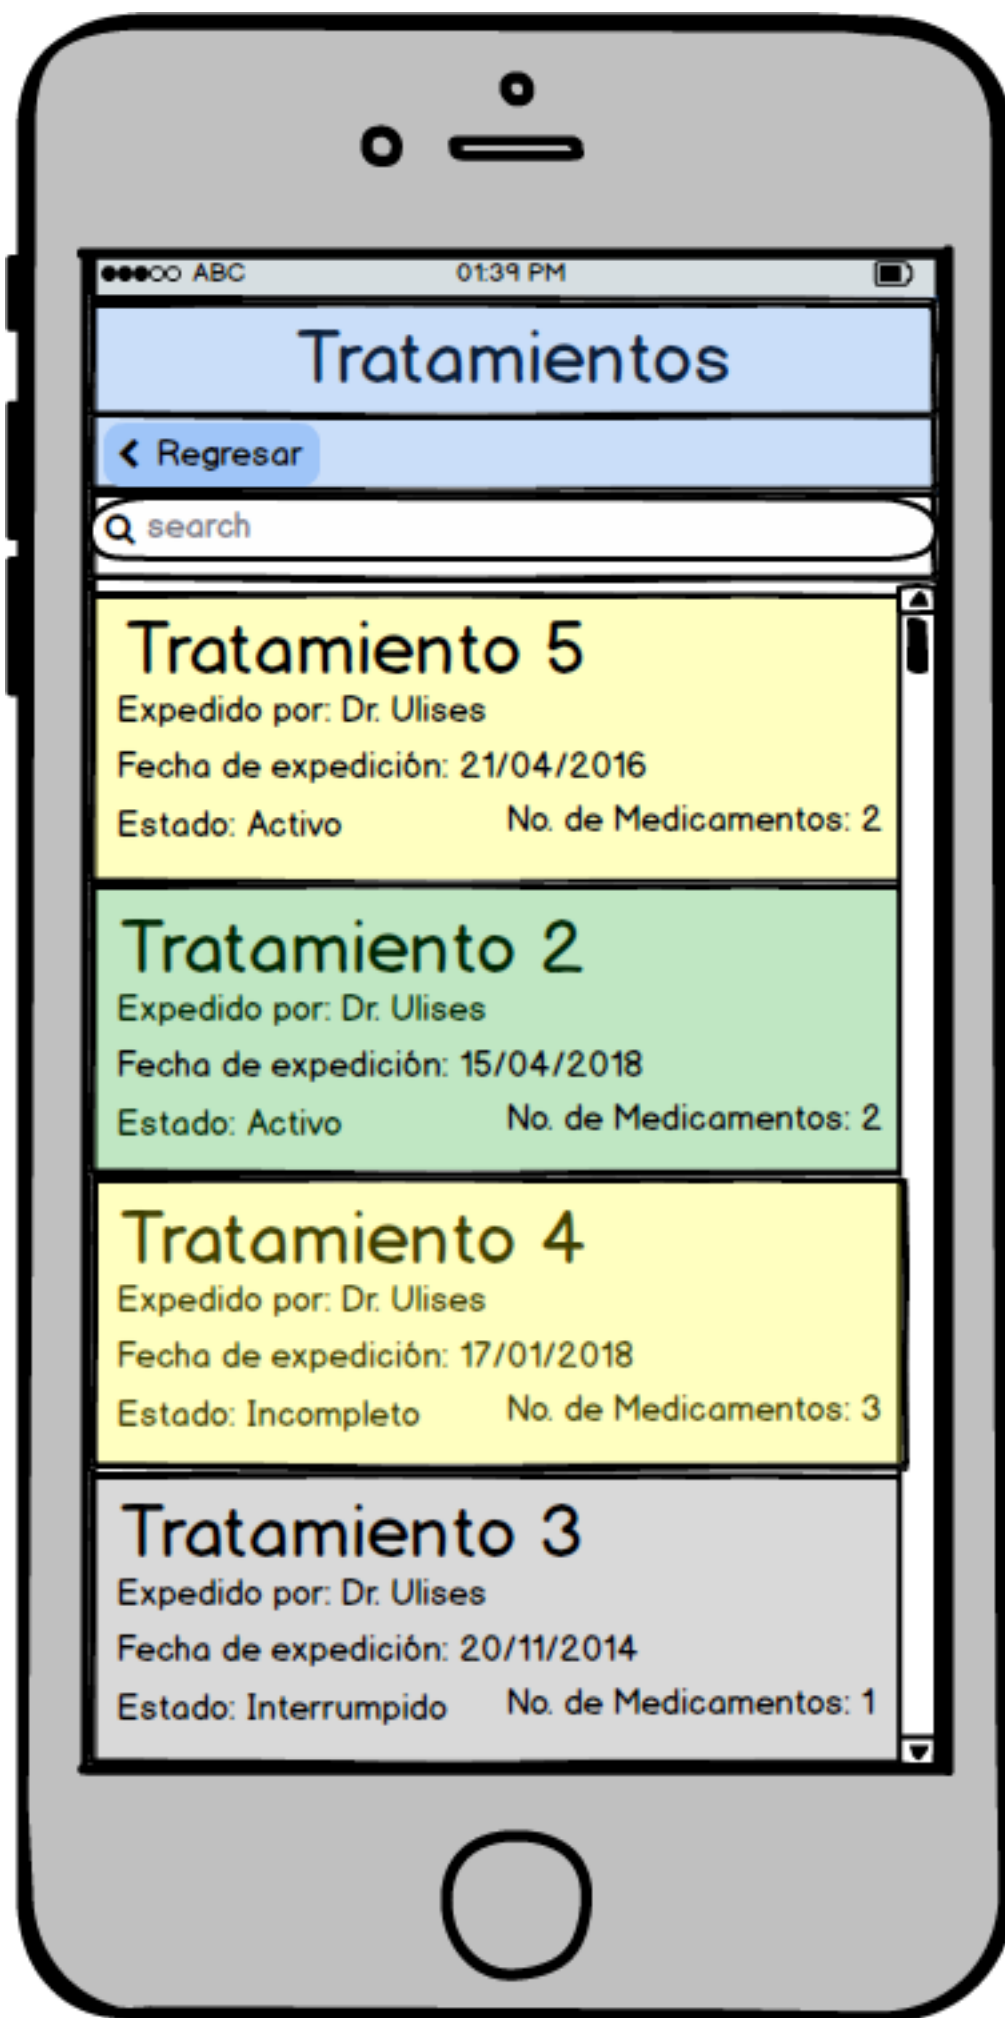 ABC 01:39 PM
Tratamientos
Regresar
search
Tratamiento 5
Expedido por: Dr. Ulises
Fecha de expedición: 21/04/2016
Estado: Activo No. de Medicamentos: 2
Tratamiento 2
Expedido por: Dr. Ulises
Fecha de expedición: 15/04/2018
Estado: Activo No. de Medicamentos: 2
Tratamiento 4
Expedido por: Dr. Ulises
Fecha de expedición: 17/01/2018
Estado: Incompleto No. de Medicamentos: 3
Tratamiento 3
Expedido por: Dr. Ulises
Fecha de expedición: 20/11/2014
Estado: Interrumpido No. de Medicamentos: 1